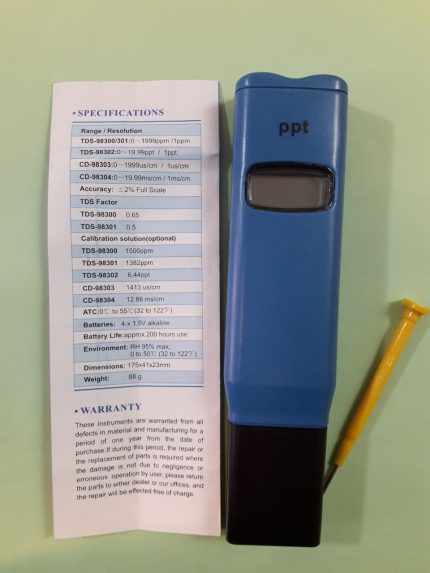 • SPECIFICATIONS
Range / Resolution
TDS-98300/301:0~1999ppm /1ppm
TDS-98302:0~19.99ppt / 1ppt
CD-98303:0~1999us/cm / 1us/cm
CD-98304:0~19.99ms/cm / 1ms/cm
Accuracy: ±2% Full Scale
TDS Factor
TDS-98300 0.65
TDS-98301 0.5
Calibration solution(optional)
TDS-98300 1500ppm
TDS-98301 1382ppm
TDS-98302 6.44ppt
CD-98303 1413 us/cm
CD-98304 12.88 ms/cm
ATC:0℃ to 55℃(32 to 122℉)
Batteries: 4 x 1.5V alkaline
Battery Life:approx.200 hours use
Environment: RH 95% max;
0 to 50℃ (32 to 122℉)
Dimensions: 175x41x23mm
Weight: 88 g
• WARRANTY
These instruments are warranted from all
defects in material and manufacturing for a
period of one year from the date of
purchase.If during this period, the repair or
the replacement of parts is required where
the damage is not due to negligence or
erroneous operation by user, please return
the parts to either dealer or our offices, and
the repair will be effected free of charge.
ppt